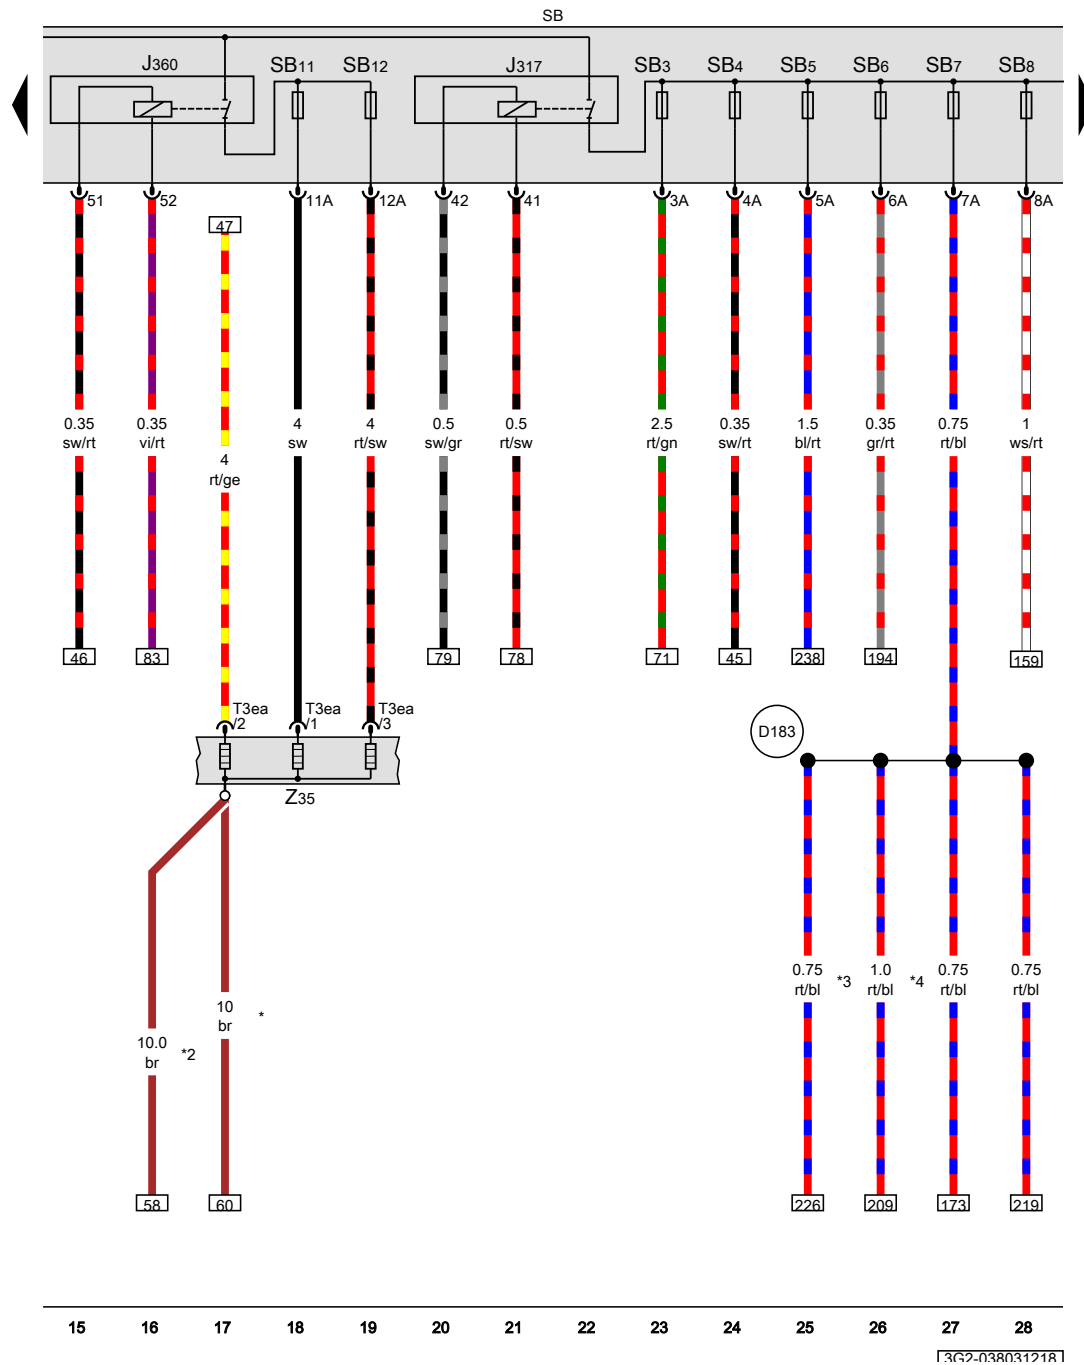 SB
J360 SB11 SB12 J317 SB3 SB4 SB5 SB6 SB7 SB8
51 52 11A 12A 42 41 3A 4A 5A 6A 7A 8A
47
0.35 0.35 4 4 0.5 0.5 2.5 0.35 1.5 0.35 0.75 1
sw/rt vi/rt sw rt/sw sw/gr rt/sw rt/gn sw/rt bl/rt gr/rt rt/bl ws/rt
4
rt/ge
46 83 79 78 71 45 238 194 159
T3ea T3ea T3ea
/2 /1 /3
D183
Z35
0.75 1.0 0.75 0.75
*3 *4
rt/bl rt/bl rt/bl rt/bl
10 *
br
10.0 *2
br
58 60 226 209 173 219
15 16 17 18 19 20 21 22 23 24 25 26 27 28
3G2-038031218